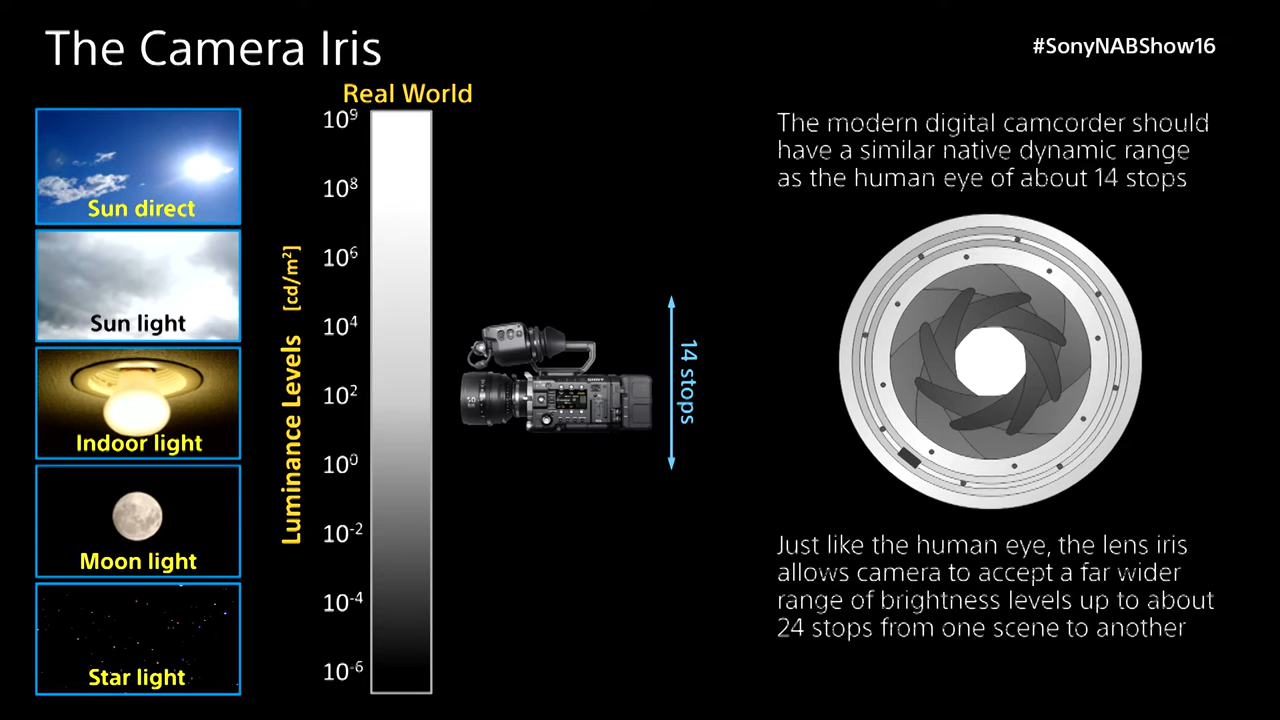 The Camera Iris
#SonyNABShow16
Real World
Sun direct
Sun light
Indoor light
Moon light
Star light
Luminance Levels [cd/m²]
10⁹
10⁸
10⁶
10⁴
10²
10⁰
10⁻²
10⁻⁴
10⁻⁶
14 stops
The modern digital camcorder should
have a similar native dynamic range
as the human eye of about 14 stops
Just like the human eye, the lens iris
allows camera to accept a far wider
range of brightness levels up to about
24 stops from one scene to another